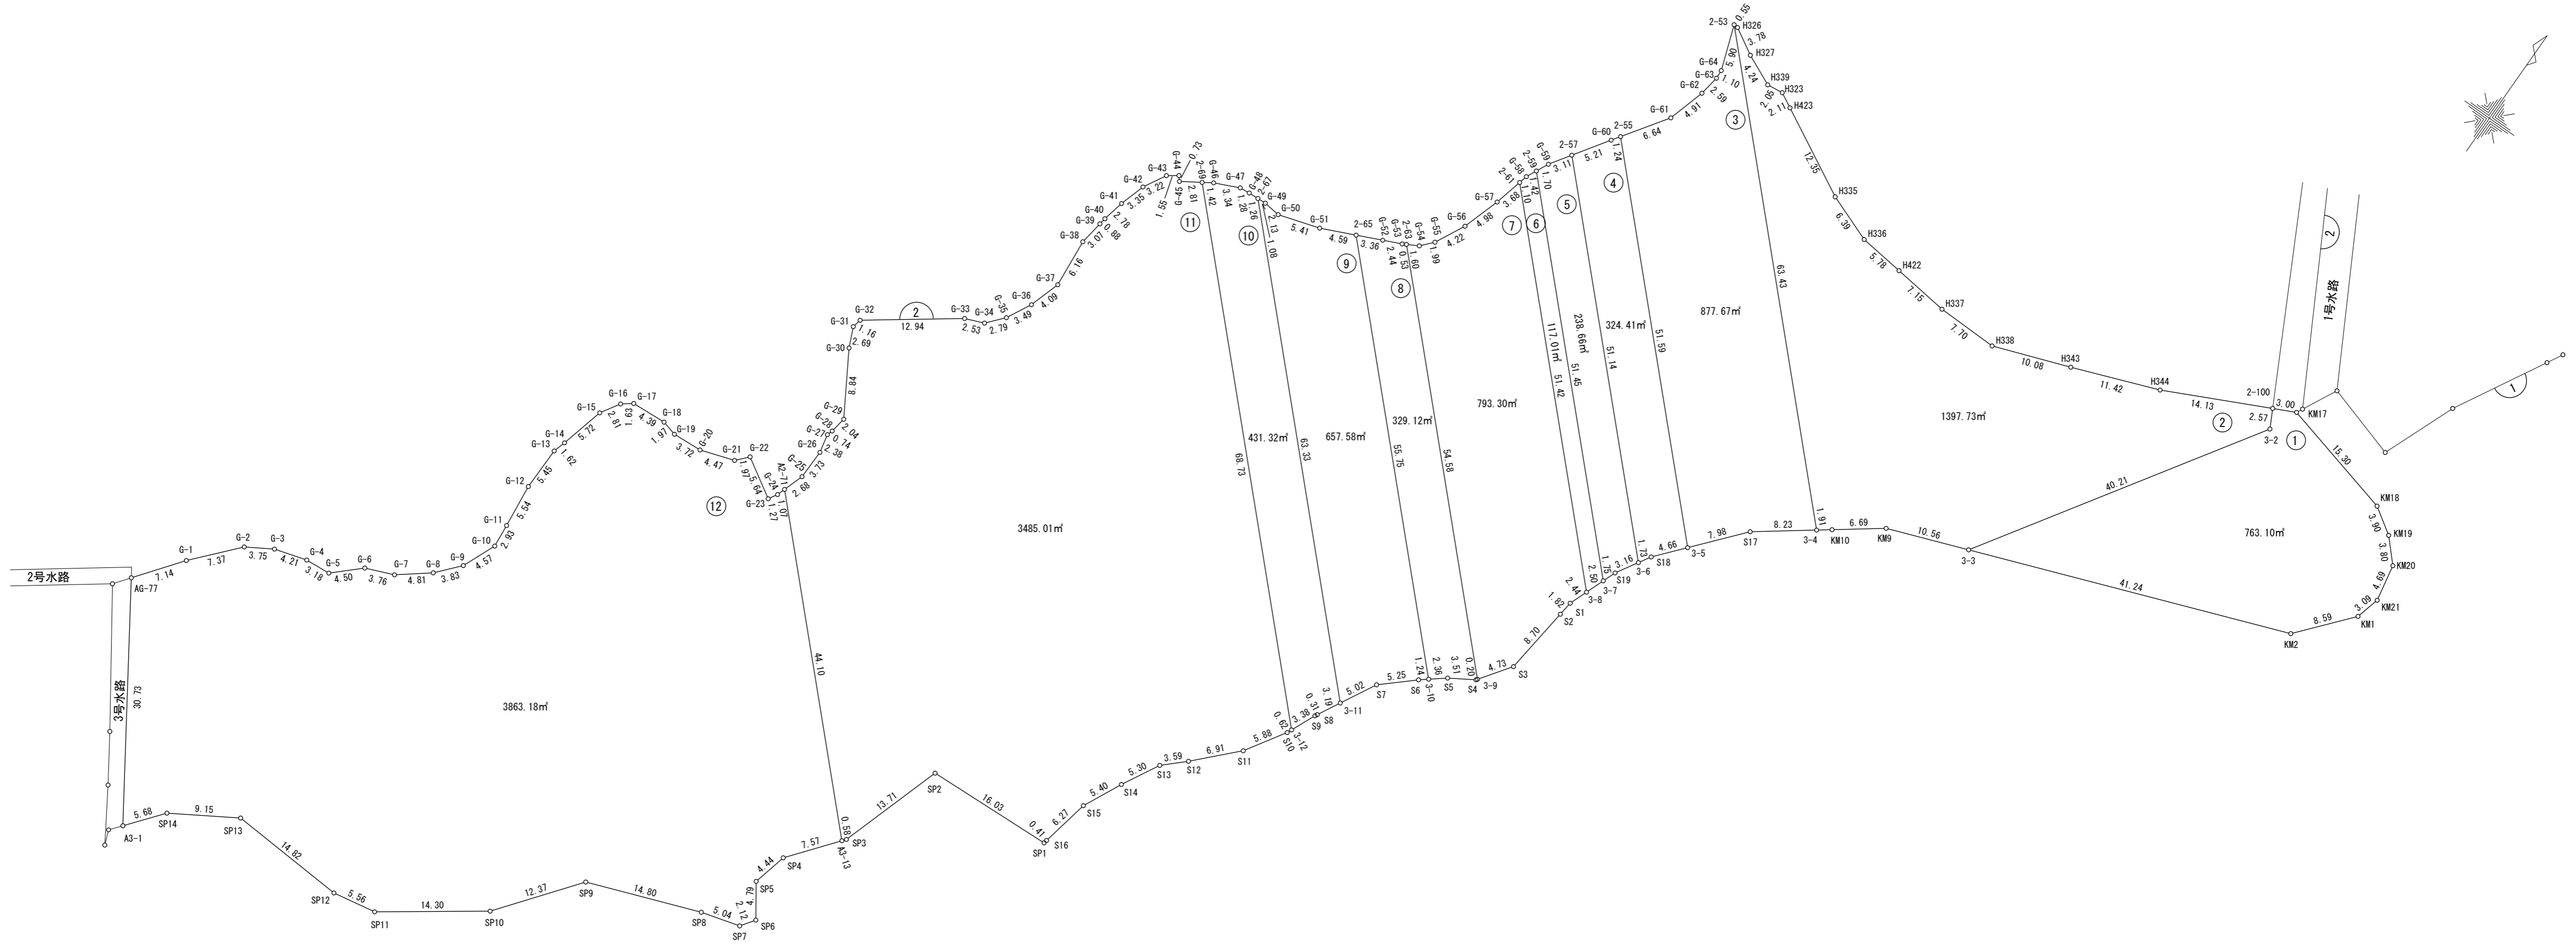 0.55
2-53
H326
3.78
H327
5.90
4.24
G-64
G-63
1.10
H339
2.05
H323
2.11
H423
G-62
2.59
③
G-61
4.91
2-55
6.64
G-60
1.24
④
2-57
5.21
G-59
3.11
⑤
2-59
1.70
G-58
1.42
⑥
2-61
1.10
⑦
G-57
3.68
G-56
4.98
G-55
4.22
G-54
1.99
2-63
1.60
G-53
0.53
G-52
2.44
⑧
2-65
3.36
⑨
G-51
4.59
G-50
5.41
G-49
2.13
2-67
1.08
G-48
1.26
G-47
1.28
⑩
G-46
3.34
2-69
1.42
0.73
G-45
2.81
⑪
G-44
1.55
G-43
G-42
3.22
G-41
3.35
G-40
2.78
G-39
0.88
G-38
3.07
6.16
G-37
4.09
G-36
3.49
G-35
2.79
G-34
2.53
G-33
2
12.94
G-32
G-31
1.16
2.69
G-30
8.84
G-29
2.04
G-28
0.74
G-27
2.38
G-26
3.73
G-25
2.68
A2-71
1.07
G-24
1.27
G-23
5.64
G-22
1.97
G-21
4.47
G-20
3.72
⑫
G-19
1.97
G-18
4.39
G-17
1.63
G-16
2.81
G-15
5.72
G-14
1.62
G-13
5.45
G-12
5.54
G-11
2.93
G-10
4.57
G-9
3.83
G-8
4.81
G-7
3.76
G-6
4.50
G-5
3.18
G-4
4.21
G-3
3.75
G-2
7.37
G-1
7.14
AG-77
2号水路
3号水路
30.73
12.35
H335
6.39
H336
5.78
H422
7.15
H337
7.70
H338
10.08
H343
11.42
H344
14.13
②
2-100
3.00
2.57
3-2
①
KM17
2
1号水路
1
15.30
KM18
3.90
KM19
3.80
KM20
4.69
KM21
3.09
KM1
8.59
KM2
41.24
40.21
763.10㎡
3-3
10.56
KM9
6.69
KM10
1.91
3-4
8.23
S17
7.98
3-5
4.66
S18
1.73
3-6
3.16
S19
1.75
3-7
2.50
3-8
2.44
S1
1.82
S2
8.70
S3
4.73
3-9
0.20
S4
3.51
S5
2.36
3-10
1.24
S6
5.25
S7
5.02
3-11
3.19
S8
0.31
S9
3.38
3-12
0.62
S10
5.88
S11
6.91
S12
3.59
S13
5.30
S14
5.40
S15
6.27
S16
0.41
SP1
16.03
SP2
13.71
SP3
0.58
A3-13
7.57
SP4
4.44
SP5
4.79
SP6
2.12
SP7
5.04
SP8
14.80
SP9
12.37
SP10
14.30
SP11
5.56
SP12
14.82
SP13
9.15
SP14
5.68
A3-1
63.43
1397.73㎡
877.67㎡
51.59
324.41㎡
51.14
238.66㎡
51.45
117.01㎡
51.42
793.30㎡
54.58
329.12㎡
55.75
657.58㎡
63.33
431.32㎡
68.73
3485.01㎡
44.10
3863.18㎡